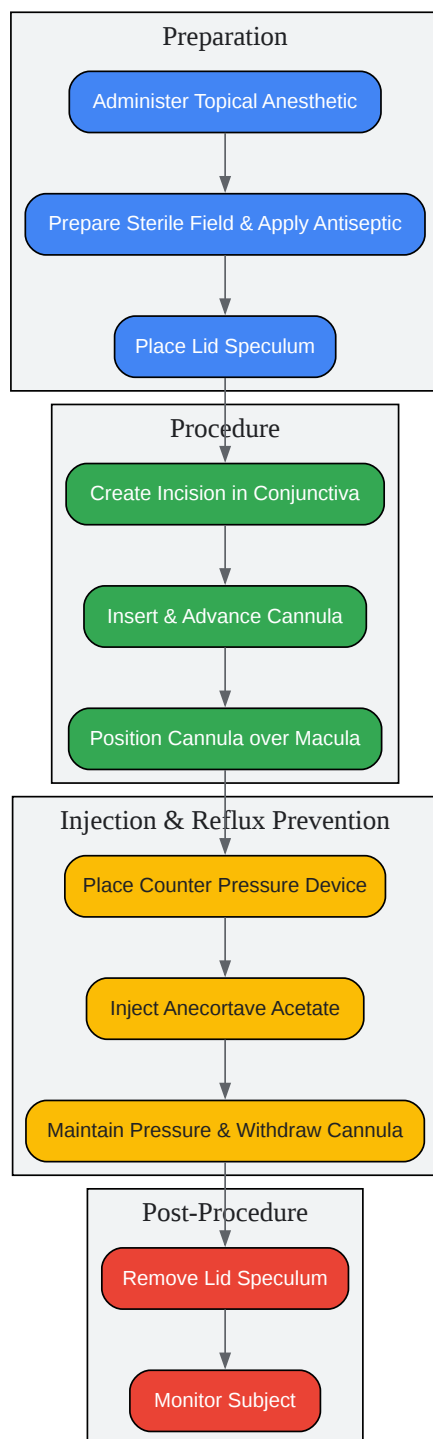 Preparation
Administer Topical Anesthetic
Prepare Sterile Field & Apply Antiseptic
Place Lid Speculum
Procedure
Create Incision in Conjunctiva
Insert & Advance Cannula
Position Cannula over Macula
Injection & Reflux Prevention
Place Counter Pressure Device
Inject Anecortave Acetate
Maintain Pressure & Withdraw Cannula
Post-Procedure
Remove Lid Speculum
Monitor Subject